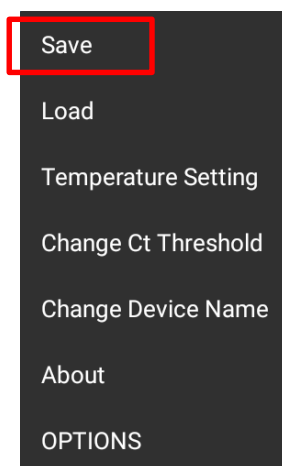 Save
Load
Temperature Setting
Change Ct Threshold
Change Device Name
About
OPTIONS